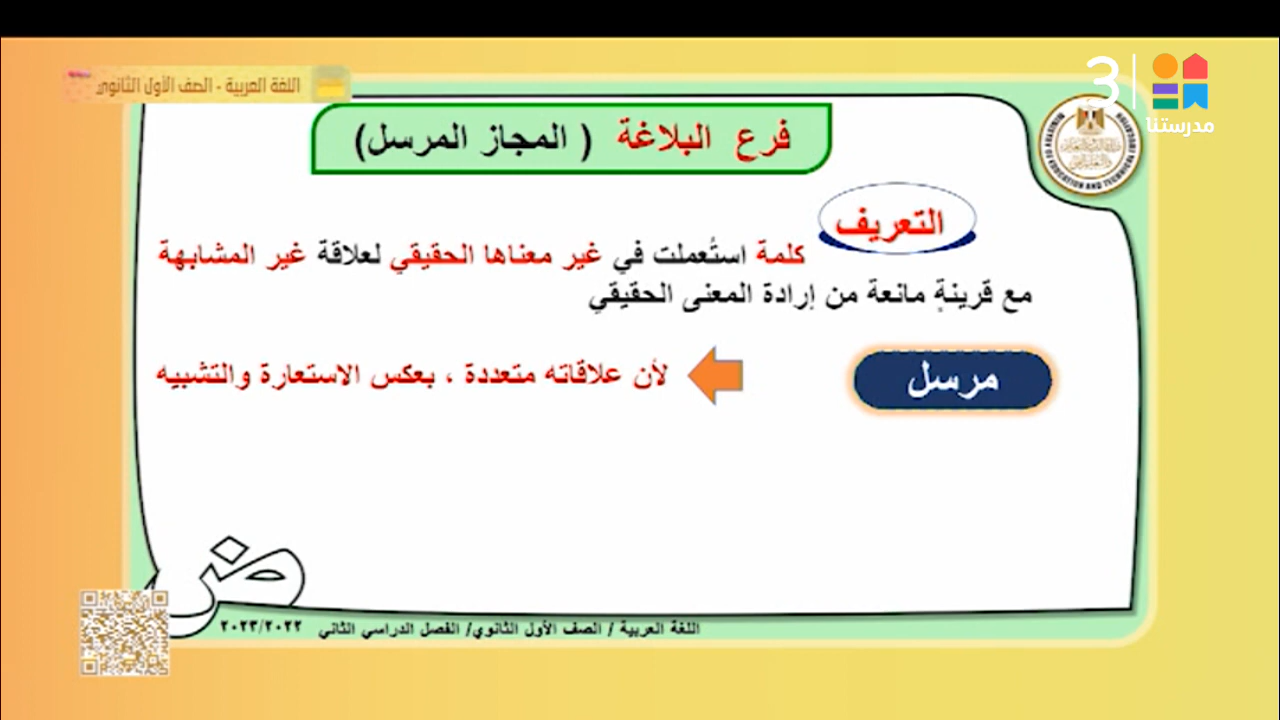 اللغة العربية - الصف الأول الثانوي
3
مدرستنا
فرع البلاغة ( المجاز المرسل)
التعريف
كلمة استُعملت في غير معناها الحقيقي لعلاقة غير المشابهة
مع قرينةٍ مانعة من إرادة المعنى الحقيقي
مرسل
لأن علاقاته متعددة ، بعكس الاستعارة والتشبيه
ض
اللغة العربية / الصف الأول الثانوي/ الفصل الدراسي الثاني ٢٠٢٣/٢٠٢٢